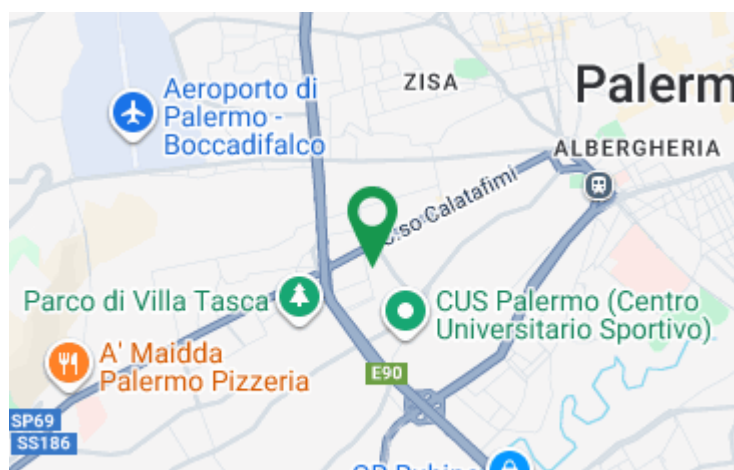 ZISA
Palerm
Aeroporto di
Palermo -
Boccadifalco
ALBERGHERIA
C.so Calatafimi
Parco di Villa Tasca
CUS Palermo (Centro
Universitario Sportivo)
A' Maidda
Palermo Pizzeria
E90
SP69
SS186